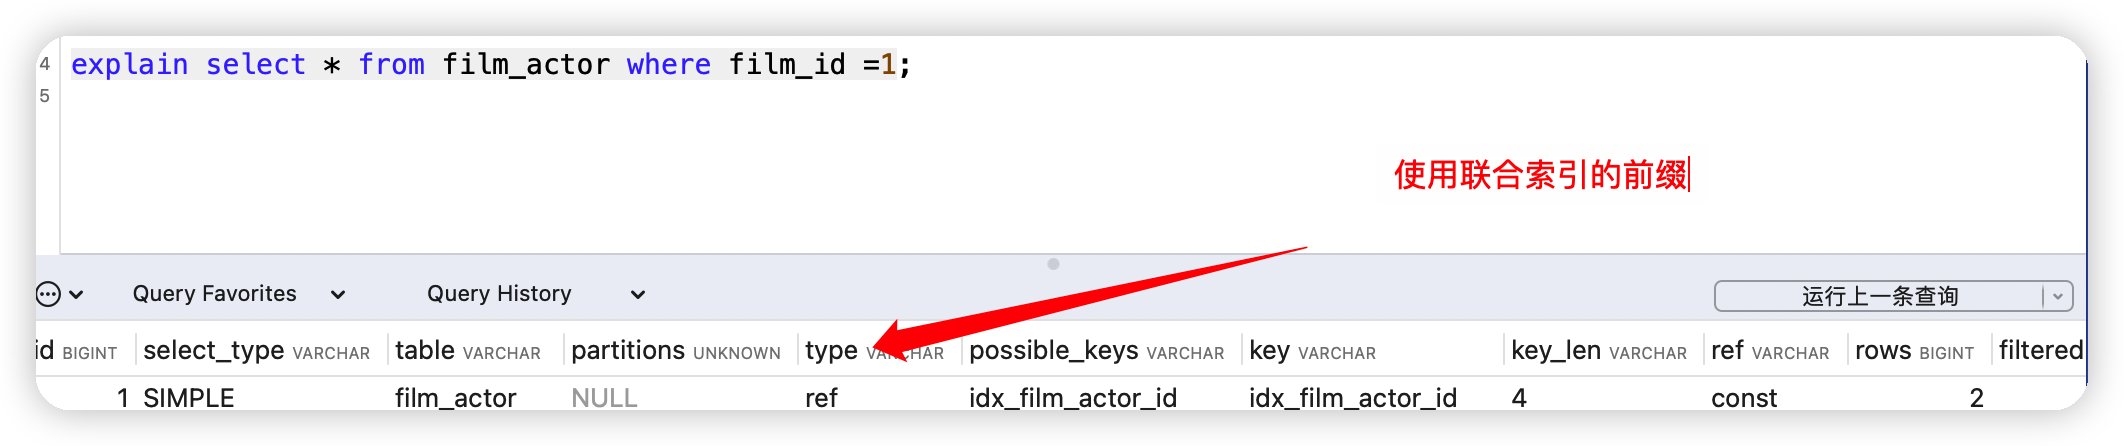 4 explain select * from film_actor where film_id =1;
5
使用联合索引的前缀
Query Favorites Query History 运行上一条查询
id BIGINT select_type VARCHAR table VARCHAR partitions UNKNOWN type VARCHAR possible_keys VARCHAR key VARCHAR key_len VARCHAR ref VARCHAR rows BIGINT filtered
1 SIMPLE film_actor NULL ref idx_film_actor_id idx_film_actor_id 4 const 2